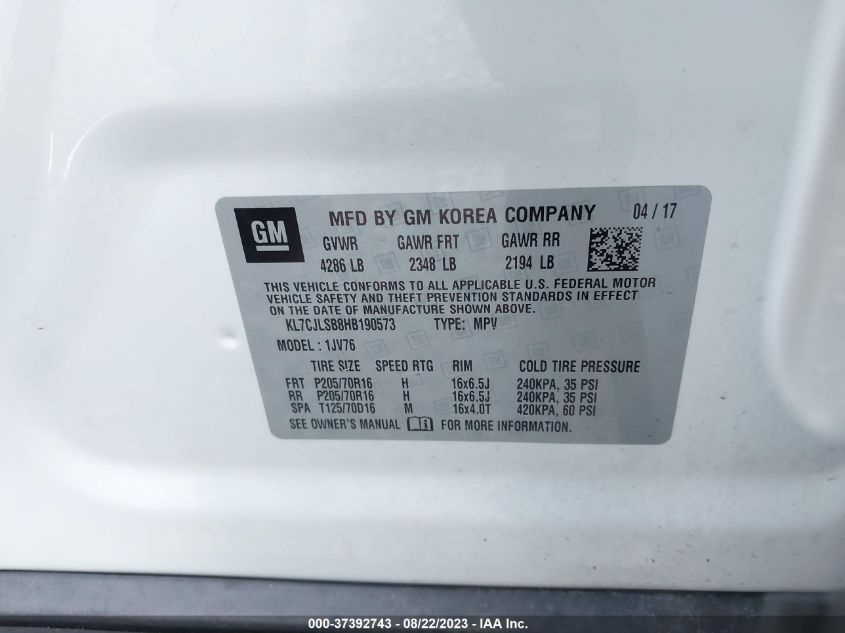 GM
MFD BY GM KOREA COMPANY 04 / 17
GVWR GAWR FRT GAWR RR
4286 LB 2348 LB 2194 LB
THIS VEHICLE CONFORMS TO ALL APPLICABLE U.S. FEDERAL MOTOR
VEHICLE SAFETY AND THEFT PREVENTION STANDARDS IN EFFECT
ON THE DATE OF MANUFACTURE SHOWN ABOVE.
KL7CJLSB8HB190573 TYPE: MPV
MODEL : 1JV76
TIRE SIZE SPEED RTG RIM COLD TIRE PRESSURE
FRT P205/70R16 H 16x6.5J 240KPA, 35 PSI
RR P205/70R16 H 16x6.5J 240KPA, 35 PSI
SPA T125/70D16 M 16x4.0T 420KPA, 60 PSI
SEE OWNER'S MANUAL FOR MORE INFORMATION.
000-37392743 - 08/22/2023 - IAA Inc.